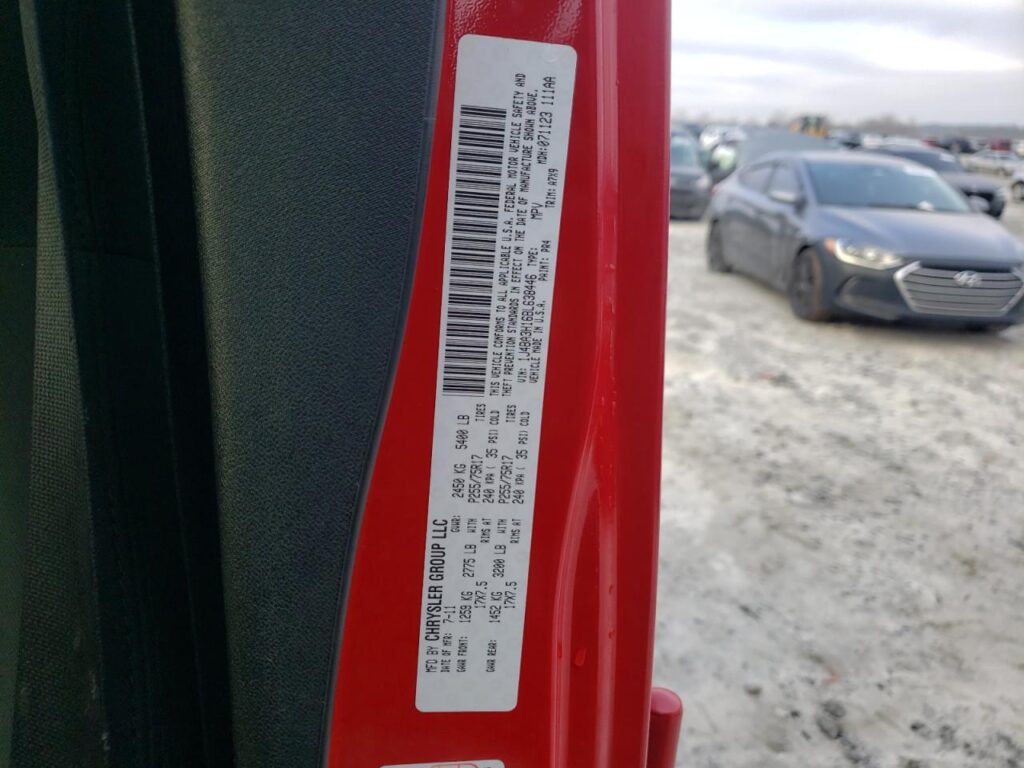 MFD BY CHRYSLER GROUP LLC
DATE OF MFR: 7-11 GVWR: 2450 KG 5400 LB
GAWR FRONT: 1259 KG 2775 LB WITH P255/75R17 TIRES
17X7.5 RIMS AT 240 KPA ( 35 PSI) COLD
GAWR REAR: 1452 KG 3200 LB WITH P255/75R17 TIRES
17X7.5 RIMS AT 240 KPA ( 35 PSI) COLD
THIS VEHICLE CONFORMS TO ALL APPLICABLE U.S.A. FEDERAL MOTOR VEHICLE SAFETY AND
THEFT PREVENTION STANDARDS IN EFFECT ON THE DATE OF MANUFACTURE SHOWN ABOVE.
VIN: 1J4BA3H16BL638446 TYPE: MPV MDH:071123 111AA
VEHICLE MADE IN U.S.A. PAINT: PR4 TRIM: A7X9